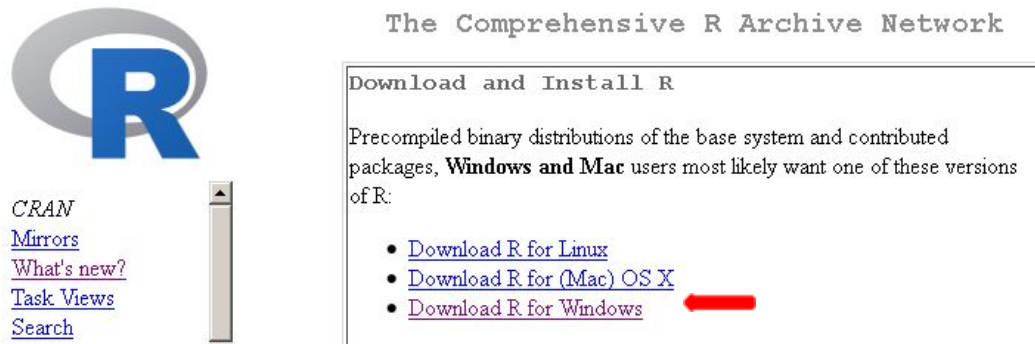 R
CRAN
Mirrors
What's new?
Task Views
Search
The Comprehensive R Archive Network
Download and Install R
Precompiled binary distributions of the base system and contributed
packages, Windows and Mac users most likely want one of these versions
of R:
• Download R for Linux
• Download R for (Mac) OS X
• Download R for Windows